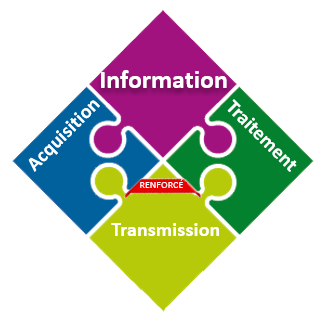 Information
Acquisition
Traitement
RENFORCÉ
Transmission